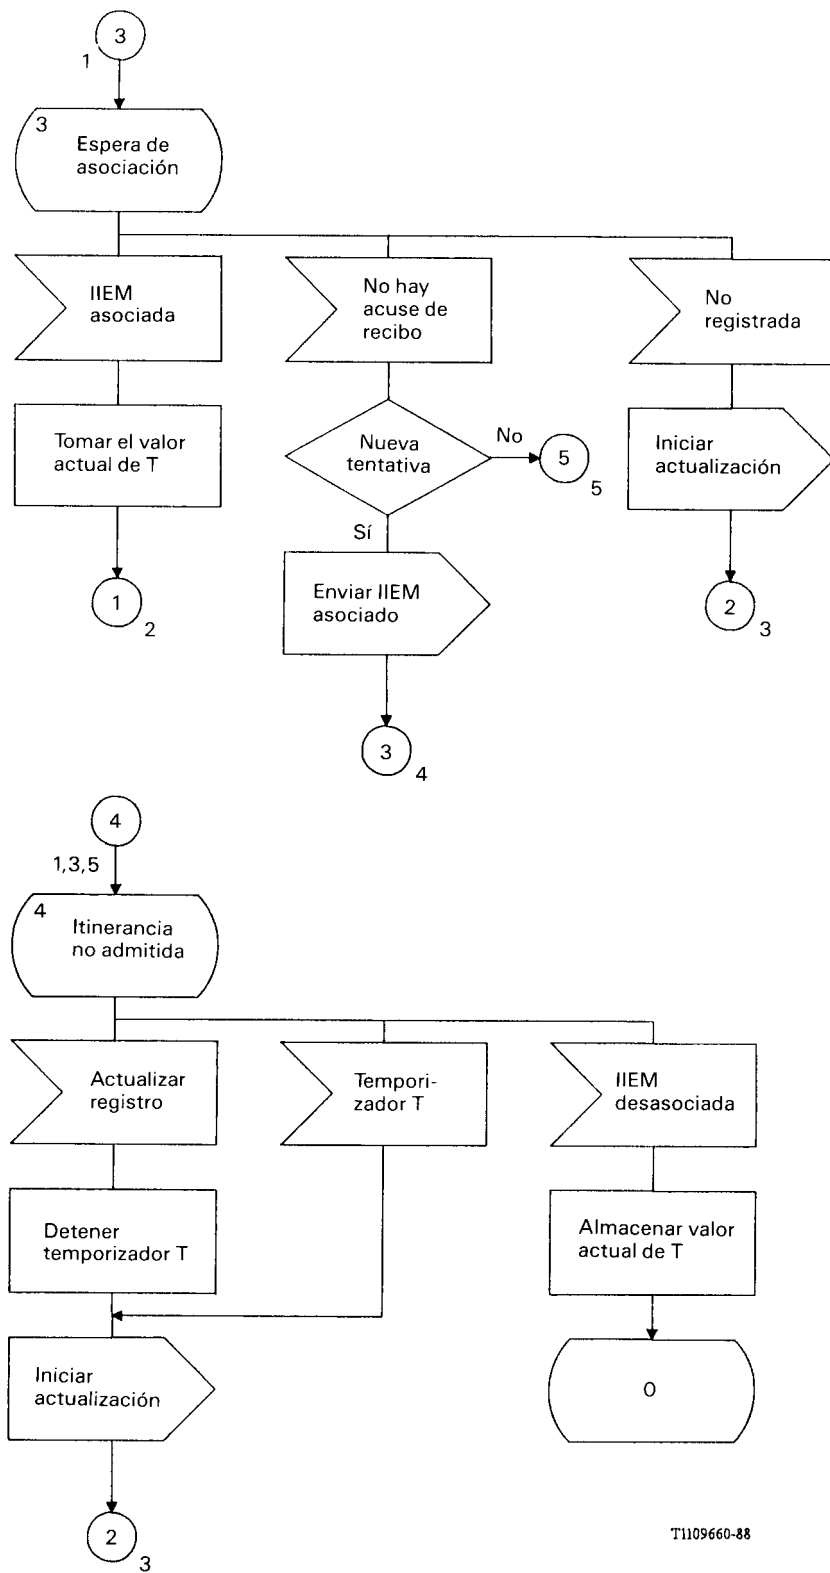 3
1
3
Espera de
asociación
IIEM
asociada
No hay
acuse de
recibo
No
registrada
Tomar el valor
actual de T
Nueva
tentativa
No
5
5
Iniciar
actualización
Sí
1
2
Enviar IIEM
asociado
2
3
3
4
4
1,3,5
4
Itinerancia
no admitida
Actualizar
registro
Tempori-
zador T
IIEM
desasociada
Detener
temporizador T
Almacenar valor
actual de T
Iniciar
actualización
0
2
3
T1109660-88